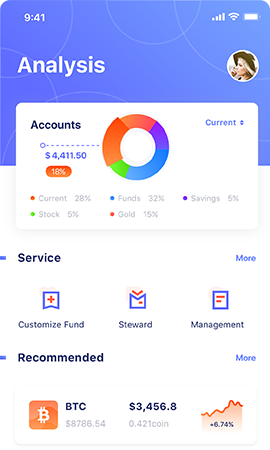 9:41
Analysis
Accounts
Current
$4,411.50
18%
Current 28%
Funds 32%
Savings 5%
Stock 5%
Gold 15%
Service
More
Customize Fund
Steward
Management
Recommended
More
BTC
$3,456.8
$8786.54
0.421coin
+6.74%